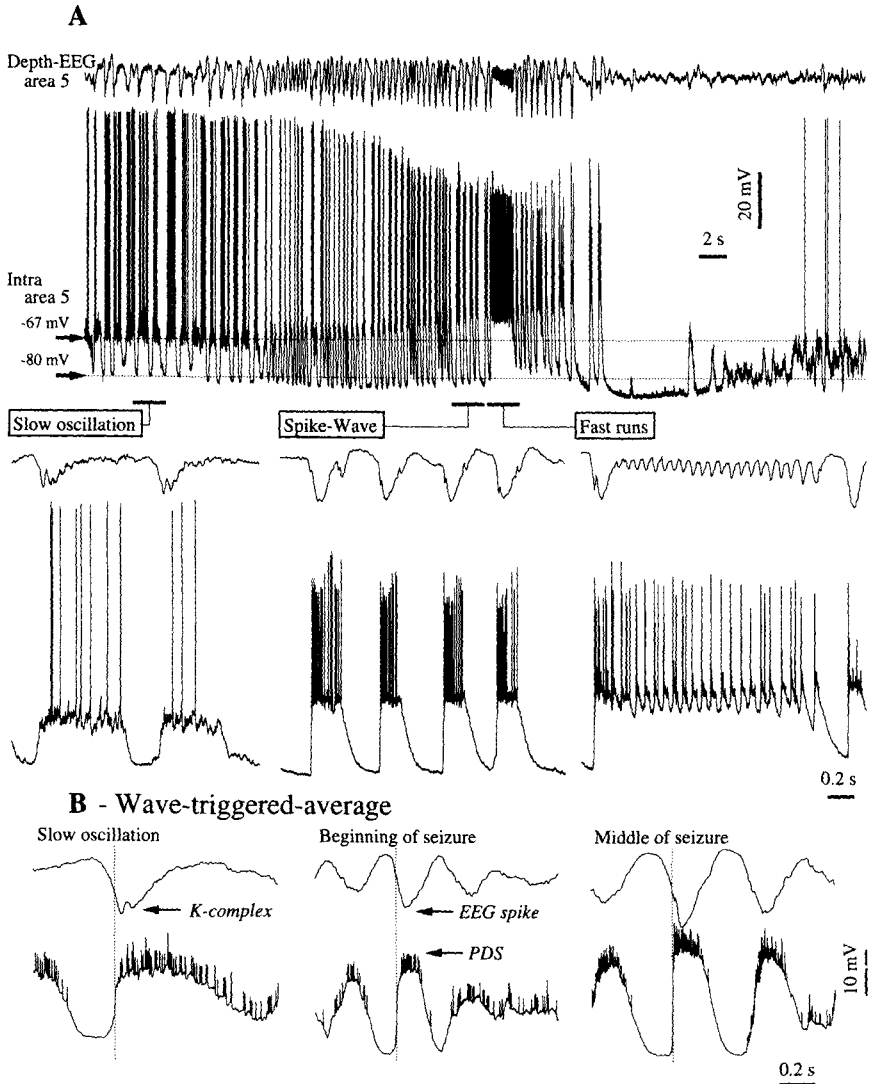 A
Depth-EEG
area 5
20 mV
2 s
Intra
area 5
-67 mV
-80 mV
Slow oscillation
Spike-Wave
Fast runs
0.2 s
B - Wave-triggered-average
Slow oscillation
Beginning of seizure
Middle of seizure
K-complex
EEG spike
PDS
10 mV
0.2 s